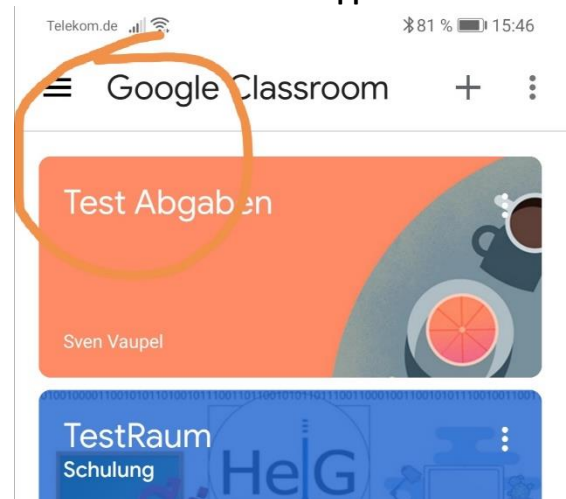 Telekom.de 81 % 15:46
Google Classroom
Test Abgaben
Sven Vaupel
TestRaum
Schulung
HeIG